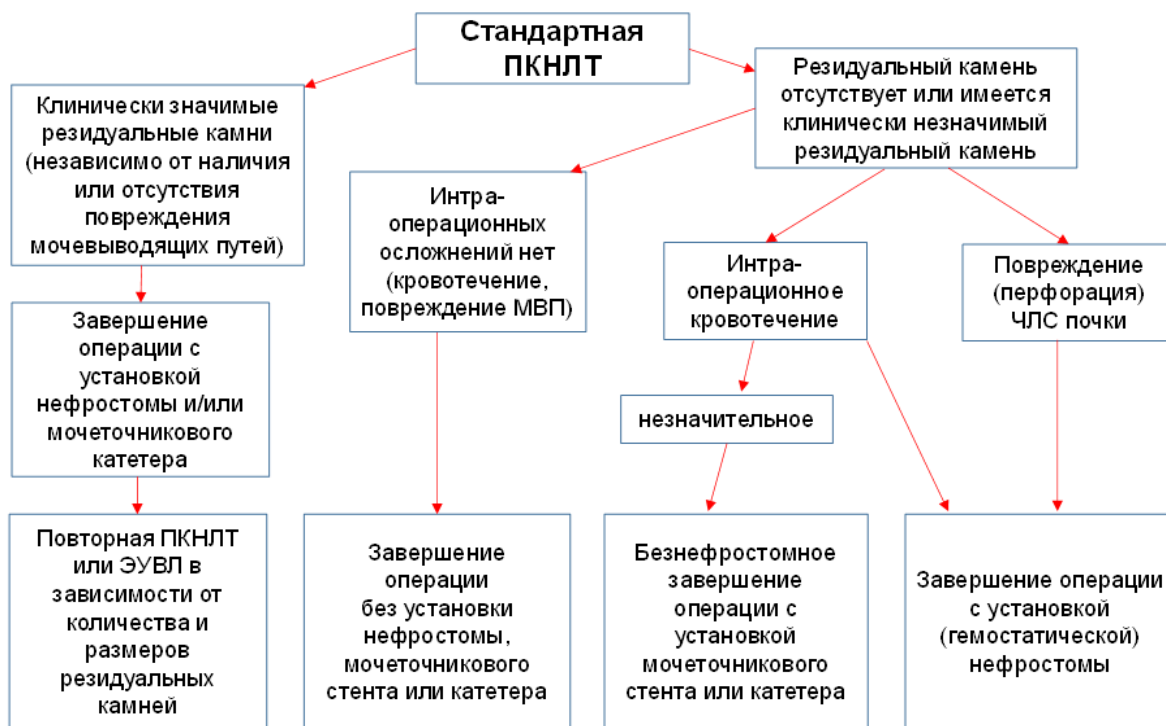 Стандартная
ПКНЛТ
Клинически значимые
резидуальные камни
(независимо от наличия
или отсутствия
повреждения
мочевыводящих путей)
Резидуальный камень
отсутствует или имеется
клинически незначимый
резидуальный камень
Интра-
операционных
осложнений нет
(кровотечение,
повреждение МВП)
Интра-
операционное
кровотечение
Повреждение
(перфорация)
ЧЛС почки
Завершение
операции с
установкой
нефростомы и/или
мочеточникового
катетера
незначительное
Повторная ПКНЛТ
или ЭУВЛ в
зависимости от
количества и
размеров
резидуальных
камней
Завершение
операции
без установки
нефростомы,
мочеточникового
стента или катетера
Безнефростомное
завершение
операции с
установкой
мочеточникового
стента или катетера
Завершение операции
с установкой
(гемостатической)
нефростомы